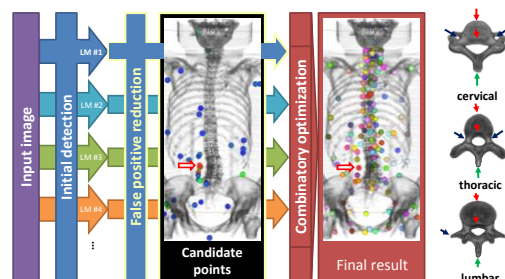 Input image
Initial detection
LM #1
LM #2
LM #3
LM #4
...
False positive reduction
Candidate
points
Combinatory optimization
Final result
cervical
thoracic
lumbar